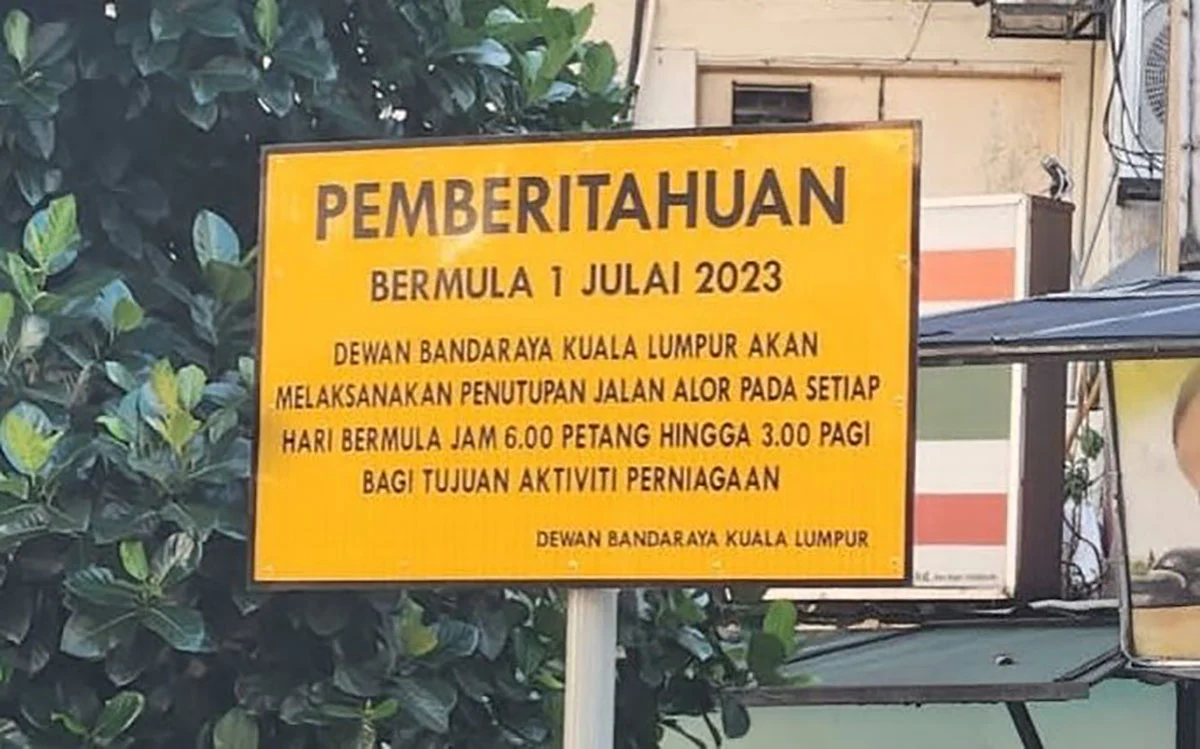 PEMBERITAHUAN
BERMULA 1 JULAI 2023
DEWAN BANDARAYA KUALA LUMPUR AKAN
MELAKSANAKAN PENUTUPAN JALAN ALOR PADA SETIAP
HARI BERMULA JAM 6.00 PETANG HINGGA 3.00 PAGI
BAGI TUJUAN AKTIVITI PERNIAGAAN
DEWAN BANDARAYA KUALA LUMPUR